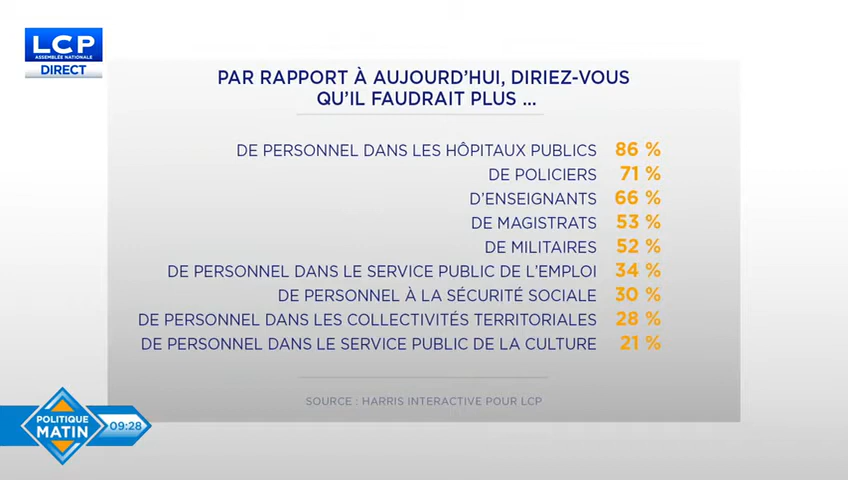 LCP
ASSEMBLÉE NATIONALE
DIRECT
PAR RAPPORT À AUJOURD'HUI, DIRIEZ-VOUS
QU'IL FAUDRAIT PLUS ...
DE PERSONNEL DANS LES HÔPITAUX PUBLICS 86 %
DE POLICIERS 71 %
D'ENSEIGNANTS 66 %
DE MAGISTRATS 53 %
DE MILITAIRES 52 %
DE PERSONNEL DANS LE SERVICE PUBLIC DE L'EMPLOI 34 %
DE PERSONNEL À LA SÉCURITÉ SOCIALE 30 %
DE PERSONNEL DANS LES COLLECTIVITÉS TERRITORIALES 28 %
DE PERSONNEL DANS LE SERVICE PUBLIC DE LA CULTURE 21 %
SOURCE : HARRIS INTERACTIVE POUR LCP
POLITIQUE
MATIN
09:28